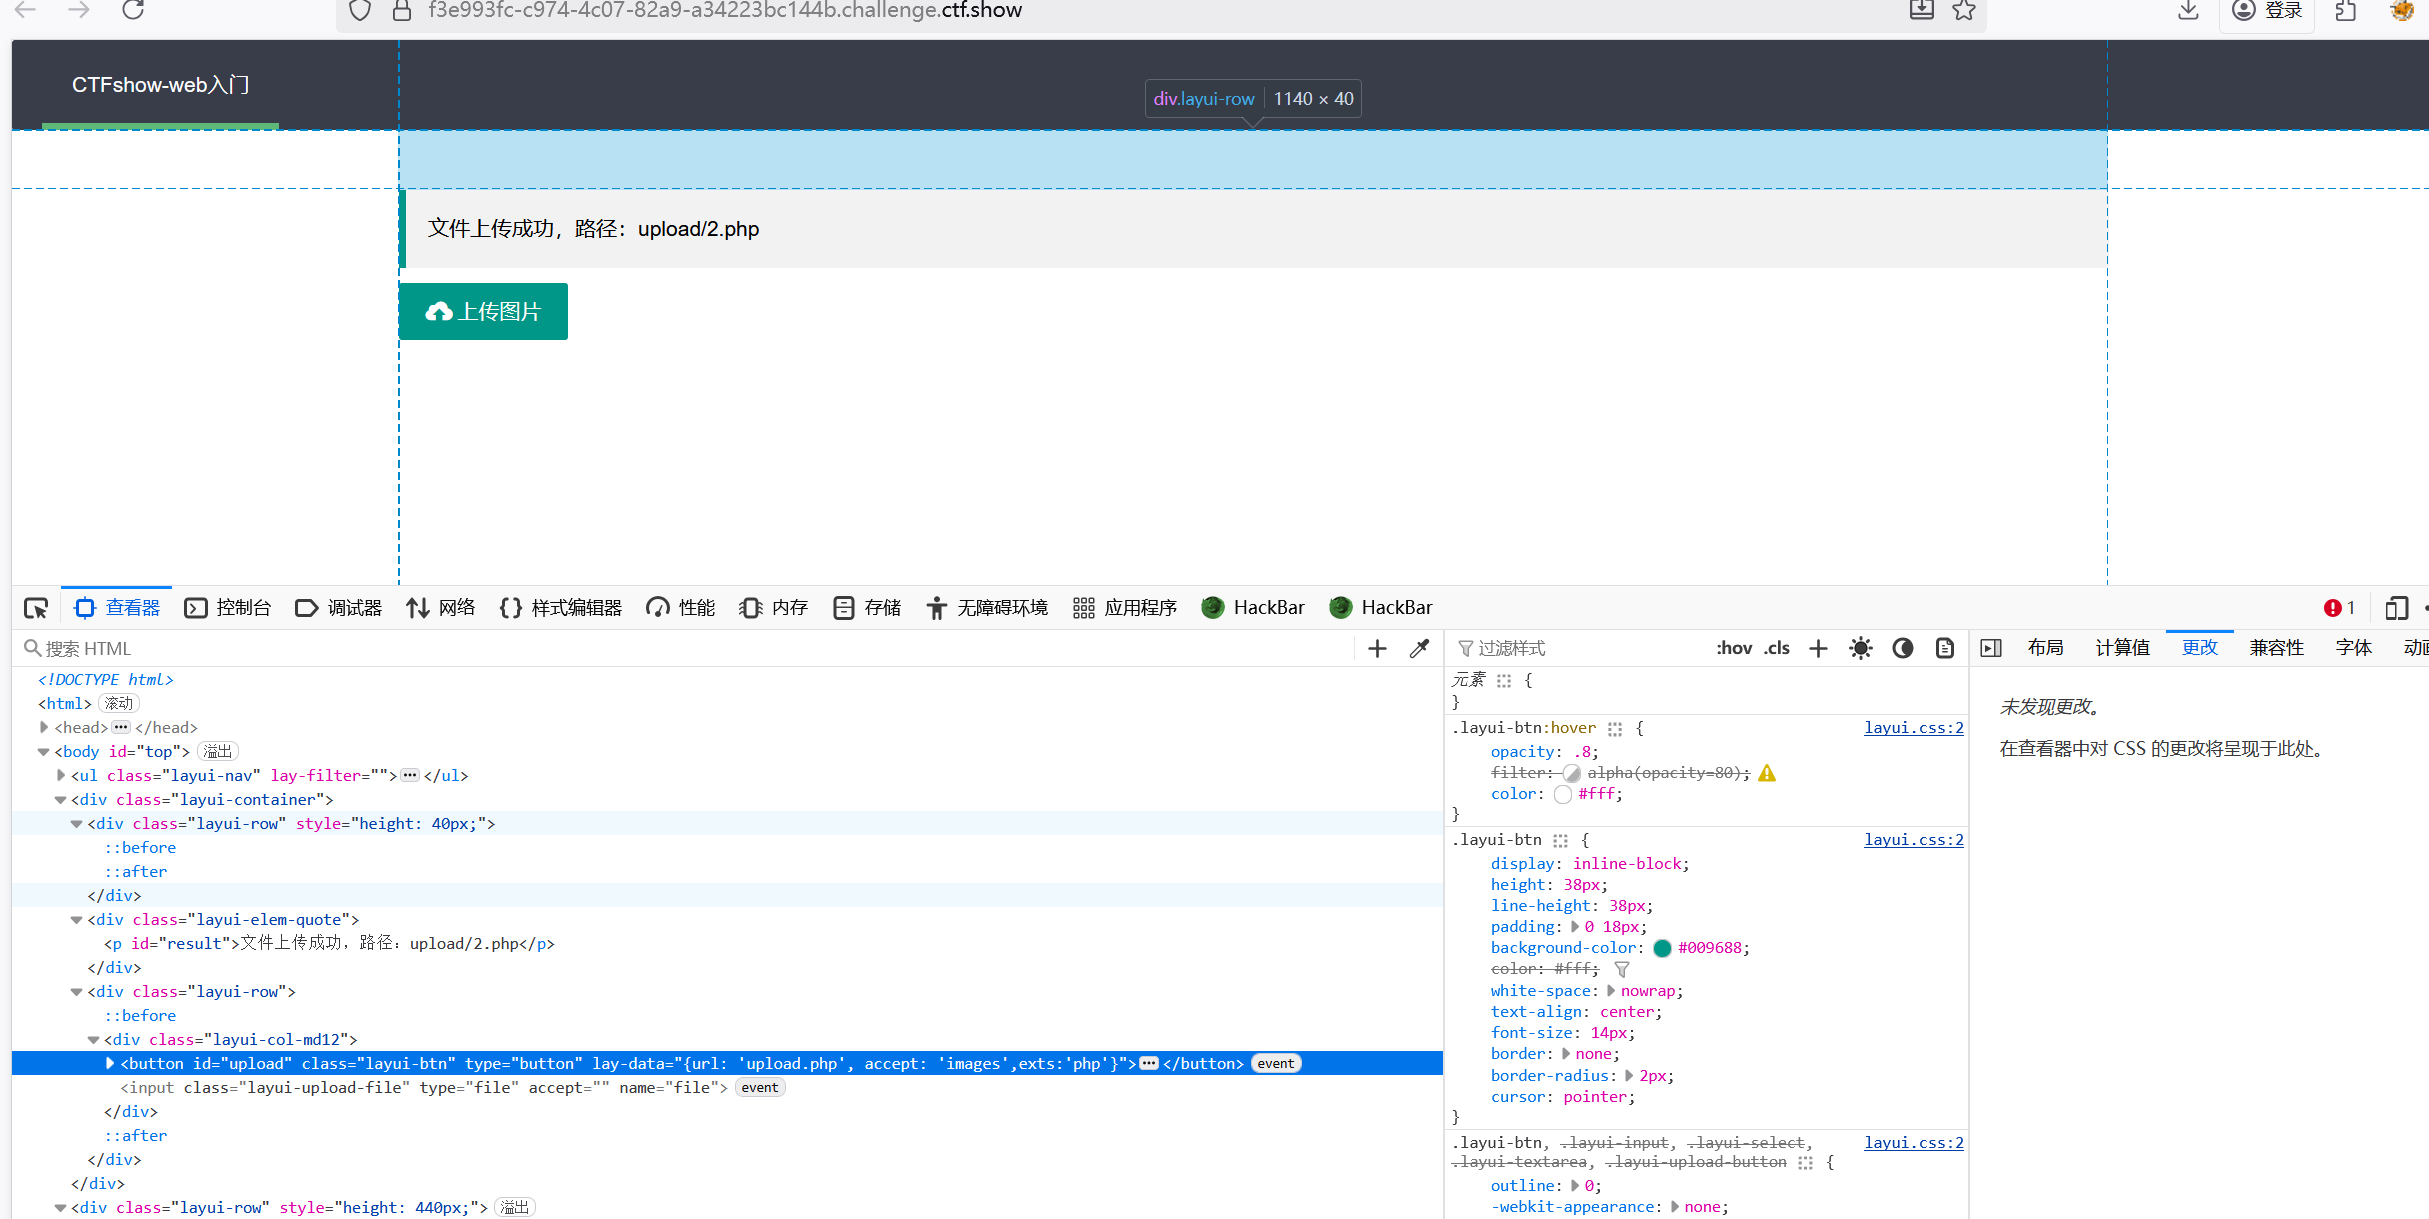 f3e993fc-c974-4c07-82a9-a34223bc144b.challenge.ctf.show
登录
CTFshow-web入门
div.layui-row 1140 × 40
文件上传成功，路径：upload/2.php
上传图片
查看器 控制台 调试器 网络 {} 样式编辑器 性能 内存 存储 无障碍环境 应用程序 HackBar HackBar 1
搜索 HTML
过滤样式 :hov .cls
布局 计算值 更改 兼容性 字体
<!DOCTYPE html>
<html> 滚动
<head> ··· </head>
<body id="top"> 溢出
<ul class="layui-nav" lay-filter=""> ··· </ul>
<div class="layui-container">
<div class="layui-row" style="height: 40px;">
::before
::after
</div>
<div class="layui-elem-quote">
<p id="result">文件上传成功，路径：upload/2.php</p>
</div>
<div class="layui-row">
::before
<div class="layui-col-md12">
<button id="upload" class="layui-btn" type="button" lay-data="{url: 'upload.php', accept: 'images',exts:'php'}"> ··· </button> event
<input class="layui-upload-file" type="file" accept="" name="file"> event
</div>
::after
</div>
</div>
<div class="layui-row" style="height: 440px;"> 溢出
元素 {
}
.layui-btn:hover { layui.css:2
opacity: .8;
filter: alpha(opacity=80);
color: #fff;
}
.layui-btn { layui.css:2
display: inline-block;
height: 38px;
line-height: 38px;
padding: 0 18px;
background-color: #009688;
color: #fff;
white-space: nowrap;
text-align: center;
font-size: 14px;
border: none;
border-radius: 2px;
cursor: pointer;
}
.layui-btn, .layui-input, .layui-select, layui.css:2
.layui-textarea, .layui-upload-button {
outline: 0;
-webkit-appearance: none;
未发现更改。
在查看器中对 CSS 的更改将呈现于此处。